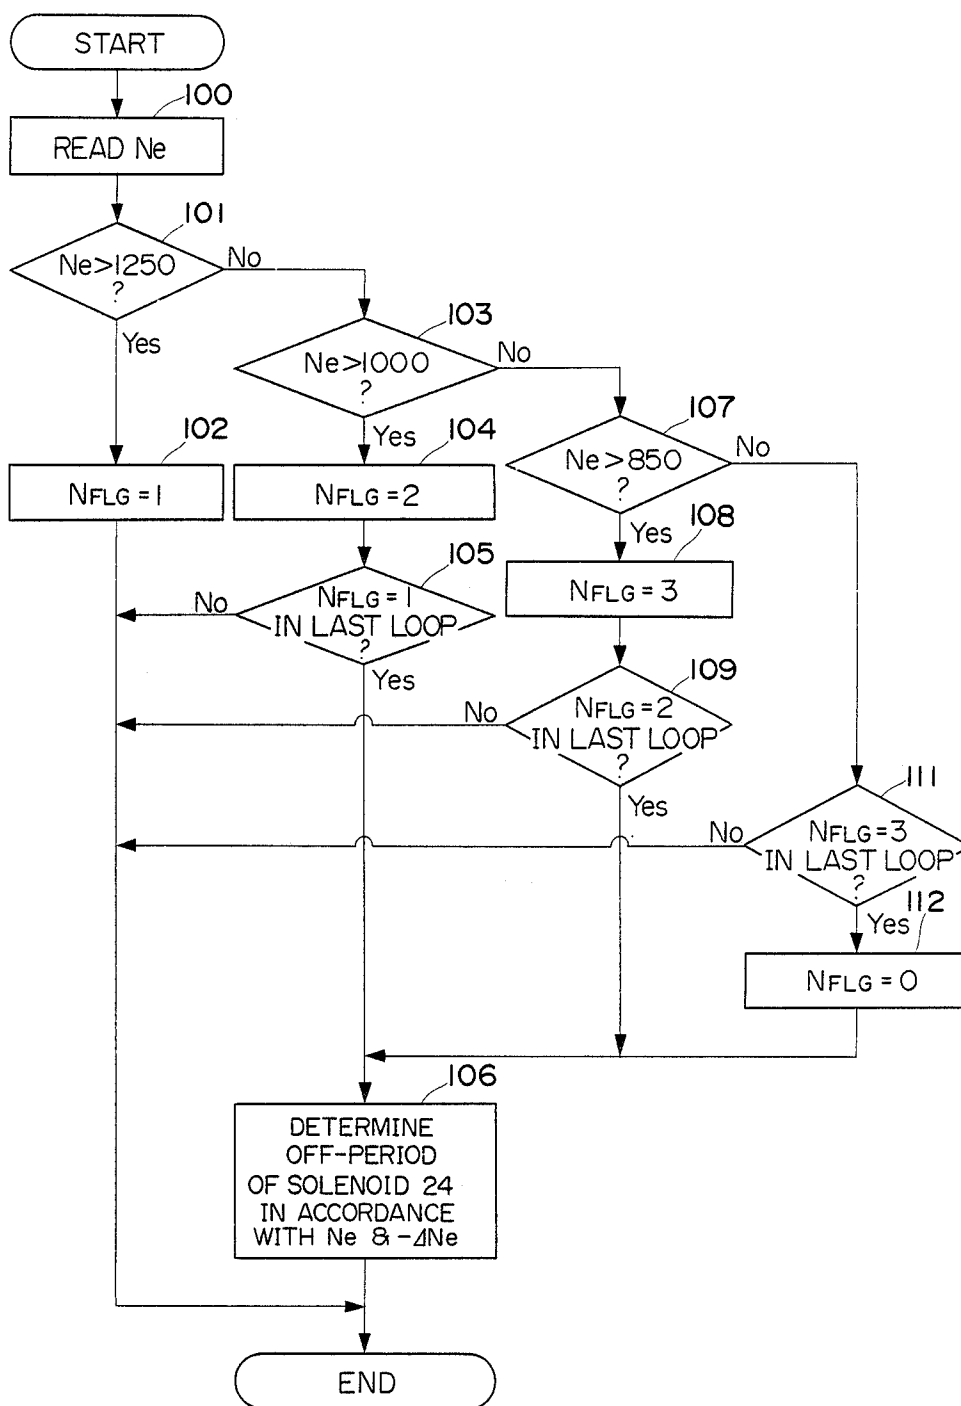 START
100
READ Ne
101
Ne>1250
?
No
Yes
103
Ne>1000
?
No
Yes
107
Ne>850
?
No
Yes
102
NFLG=1
104
NFLG=2
105
NFLG=1
IN LAST LOOP
?
No
Yes
108
NFLG=3
109
NFLG=2
IN LAST LOOP
?
No
Yes
111
NFLG=3
IN LAST LOOP
?
No
Yes
112
NFLG=0
106
DETERMINE
OFF-PERIOD
OF SOLENOID 24
IN ACCORDANCE
WITH Ne & -ΔNe
END